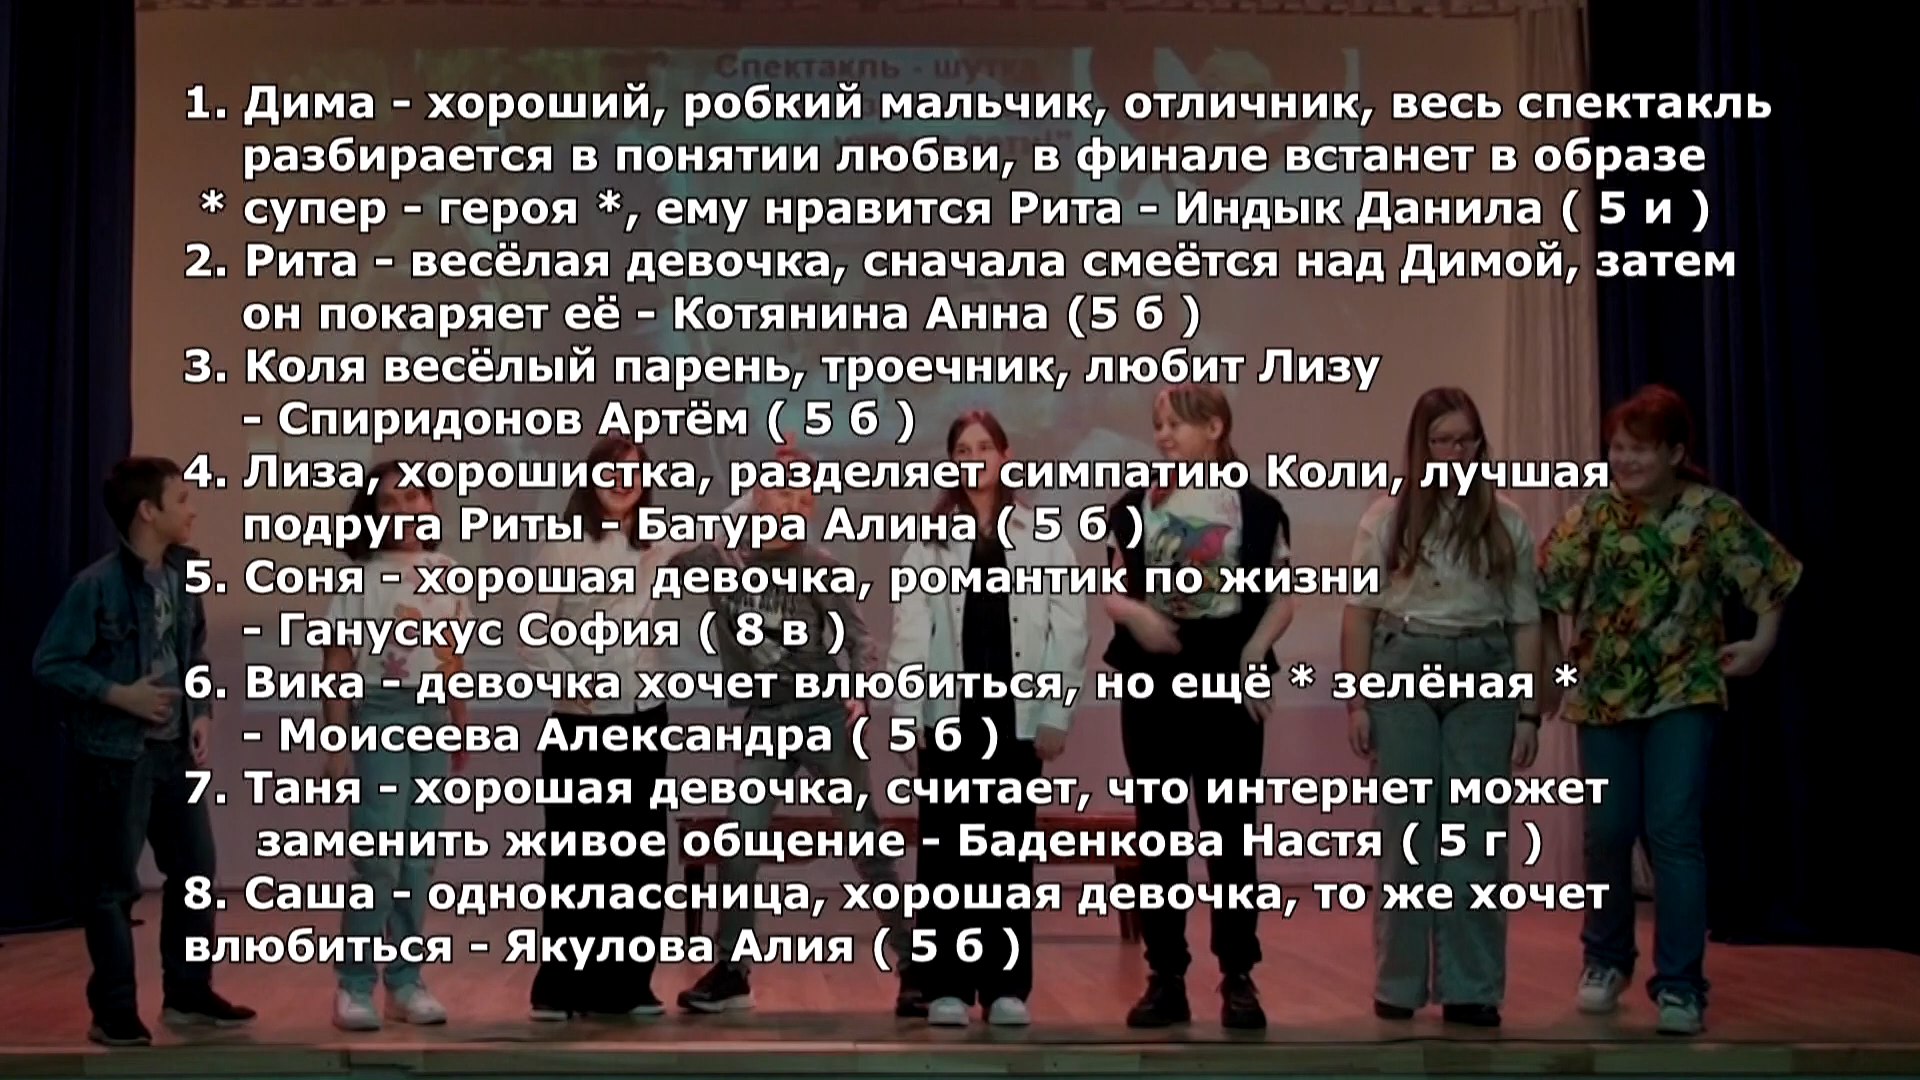 Спектакль - шутка
1. Дима - хороший, робкий мальчик, отличник, весь спектакль
разбирается в понятии любви, в финале встанет в образе
* супер - героя *, ему нравится Рита - Индык Данила ( 5 и )
2. Рита - весёлая девочка, сначала смеётся над Димой, затем
он покаряет её - Котянина Анна (5 б )
3. Коля весёлый парень, троечник, любит Лизу
- Спиридонов Артём ( 5 б )
4. Лиза, хорошистка, разделяет симпатию Коли, лучшая
подруга Риты - Батура Алина ( 5 б )
5. Соня - хорошая девочка, романтик по жизни
- Ганускус София ( 8 в )
6. Вика - девочка хочет влюбиться, но ещё * зелёная *
- Моисеева Александра ( 5 б )
7. Таня - хорошая девочка, считает, что интернет может
заменить живое общение - Баденкова Настя ( 5 г )
8. Саша - одноклассница, хорошая девочка, то же хочет
влюбиться - Якулова Алия ( 5 б )